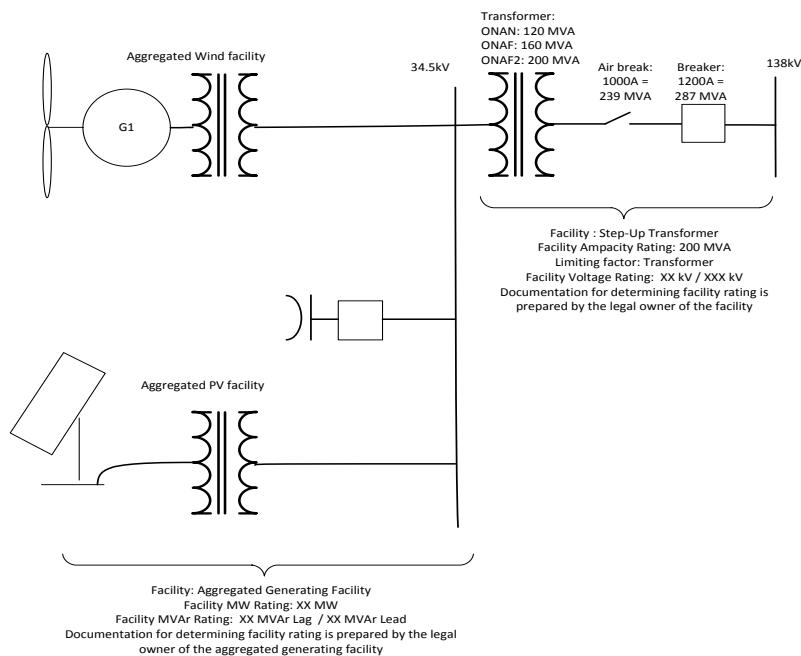 Transformer:
ONAN: 120 MVA
ONAF: 160 MVA
ONAF2: 200 MVA
Aggregated Wind facility
34.5kV
Air break:
1000A =
239 MVA
Breaker:
1200A =
287 MVA
138kV
G1
Facility : Step-Up Transformer
Facility Ampacity Rating: 200 MVA
Limiting factor: Transformer
Facility Voltage Rating:  XX kV / XXX kV
Documentation for determining facility rating is
prepared by the legal owner of the facility
Aggregated PV facility
Facility: Aggregated Generating Facility
Facility MW Rating: XX MW
Facility MVAr Rating:  XX MVAr Lag  / XX MVAr Lead
Documentation for determining facility rating is prepared by the legal
owner of the aggregated generating facility